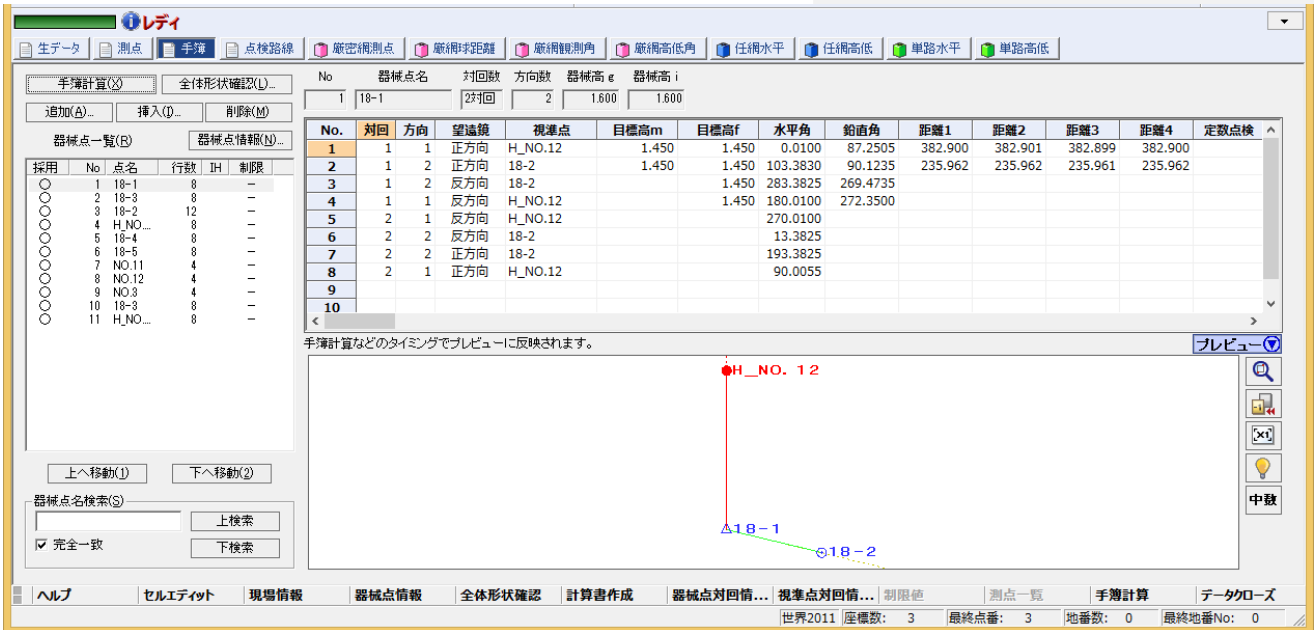 レディ
生データ 測点 手簿 点検路線 厳密網測点 厳網球距離 厳網観測角 厳網高低角 任網水平 任網高低 単路水平 単路高低
手簿計算(X) 全体形状確認(L)...
追加(A)... 挿入(I)... 削除(M)
器械点一覧(R) 器械点情報(N)...
採用 No 点名 行数 IH 制限
○ 1 18-1 8 -
○ 2 18-3 8 -
○ 3 18-2 12 -
○ 4 H_NO.... 8 -
○ 5 18-4 8 -
○ 6 18-5 8 -
○ 7 NO.11 4 -
○ 8 NO.12 4 -
○ 9 NO.3 4 -
○ 10 18-3 8 -
○ 11 H_NO.... 8 -
上へ移動(1) 下へ移動(2)
器械点名検索(S)
上検索
完全一致 下検索
No 器械点名 対回数 方向数 器械高g 器械高i
1 18-1 2対回 2 1.600 1.600
No. 対回 方向 望遠鏡 視準点 目標高m 目標高f 水平角 鉛直角 距離1 距離2 距離3 距離4 定数点検
1 1 1 正方向 H_NO.12 1.450 1.450 0.0100 87.2505 382.900 382.901 382.899 382.900
2 1 2 正方向 18-2 1.450 1.450 103.3830 90.1235 235.962 235.962 235.961 235.962
3 1 2 反方向 18-2 1.450 283.3825 269.4735
4 1 1 反方向 H_NO.12 1.450 180.0100 272.3500
5 2 1 反方向 H_NO.12 270.0100
6 2 2 反方向 18-2 13.3825
7 2 2 正方向 18-2 193.3825
8 2 1 正方向 H_NO.12 90.0055
9
10
手簿計算などのタイミングでプレビューに反映されます。 プレビュー
H_NO.12
18-1
18-2
[x1]
中数
ヘルプ セルエディット 現場情報 器械点情報 全体形状確認 計算書作成 器械点対回情... 視準点対回情... 制限値 測点一覧 手簿計算 データクローズ
世界2011 座標数: 3 最終点番: 3 地番数: 0 最終地番No: 0